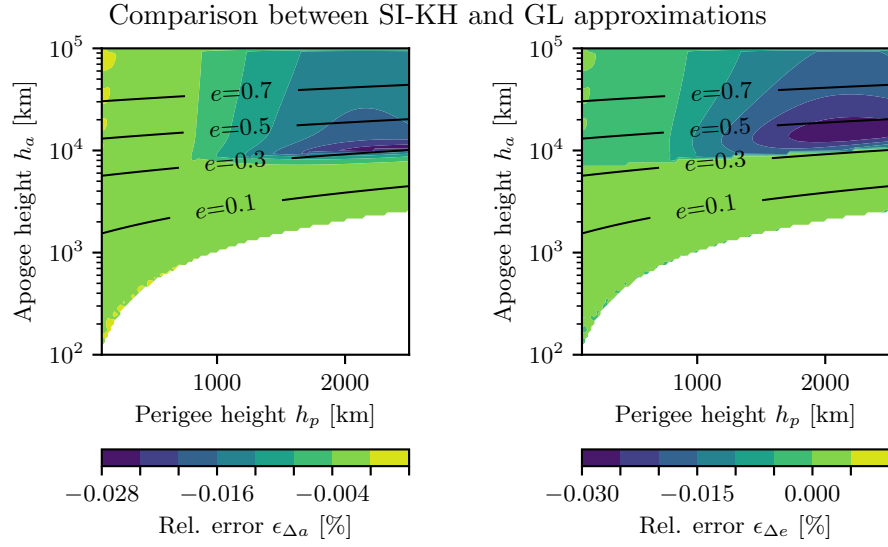 Comparison between SI-KH and GL approximations
10^5
10^4
10^3
10^2
Apogee height h_a [km]
e=0.7
e=0.5
e=0.3
e=0.1
1000
2000
Perigee height h_p [km]
−0.028
−0.016
−0.004
Rel. error ϵ_Δa [%]
10^5
10^4
10^3
10^2
Apogee height h_a [km]
e=0.7
e=0.5
e=0.3
e=0.1
1000
2000
Perigee height h_p [km]
−0.030
−0.015
0.000
Rel. error ϵ_Δe [%]